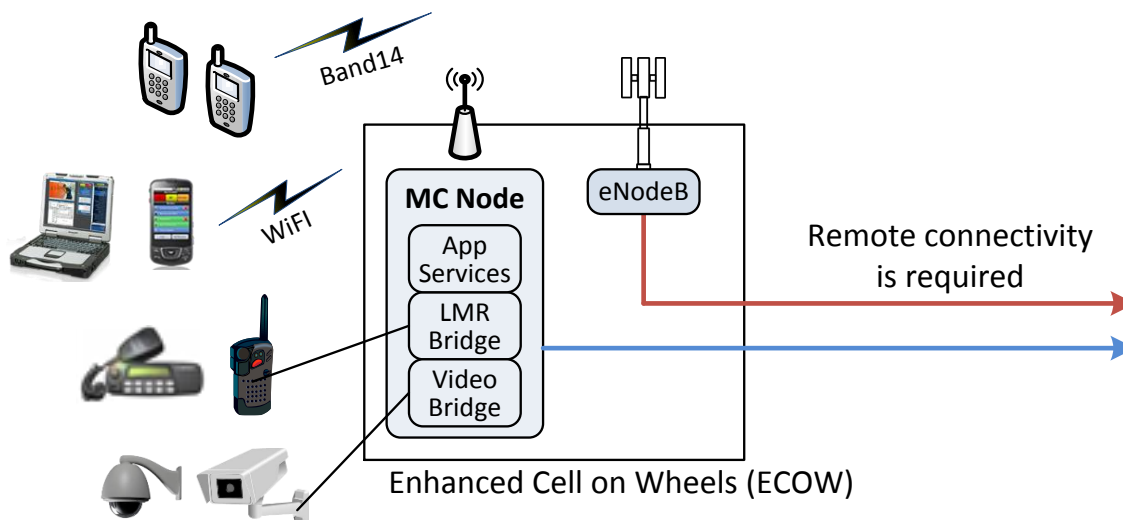 Band14
WiFI
MC Node
App
Services
LMR
Bridge
Video
Bridge
eNodeB
Remote connectivity
is required
Enhanced Cell on Wheels (ECOW)